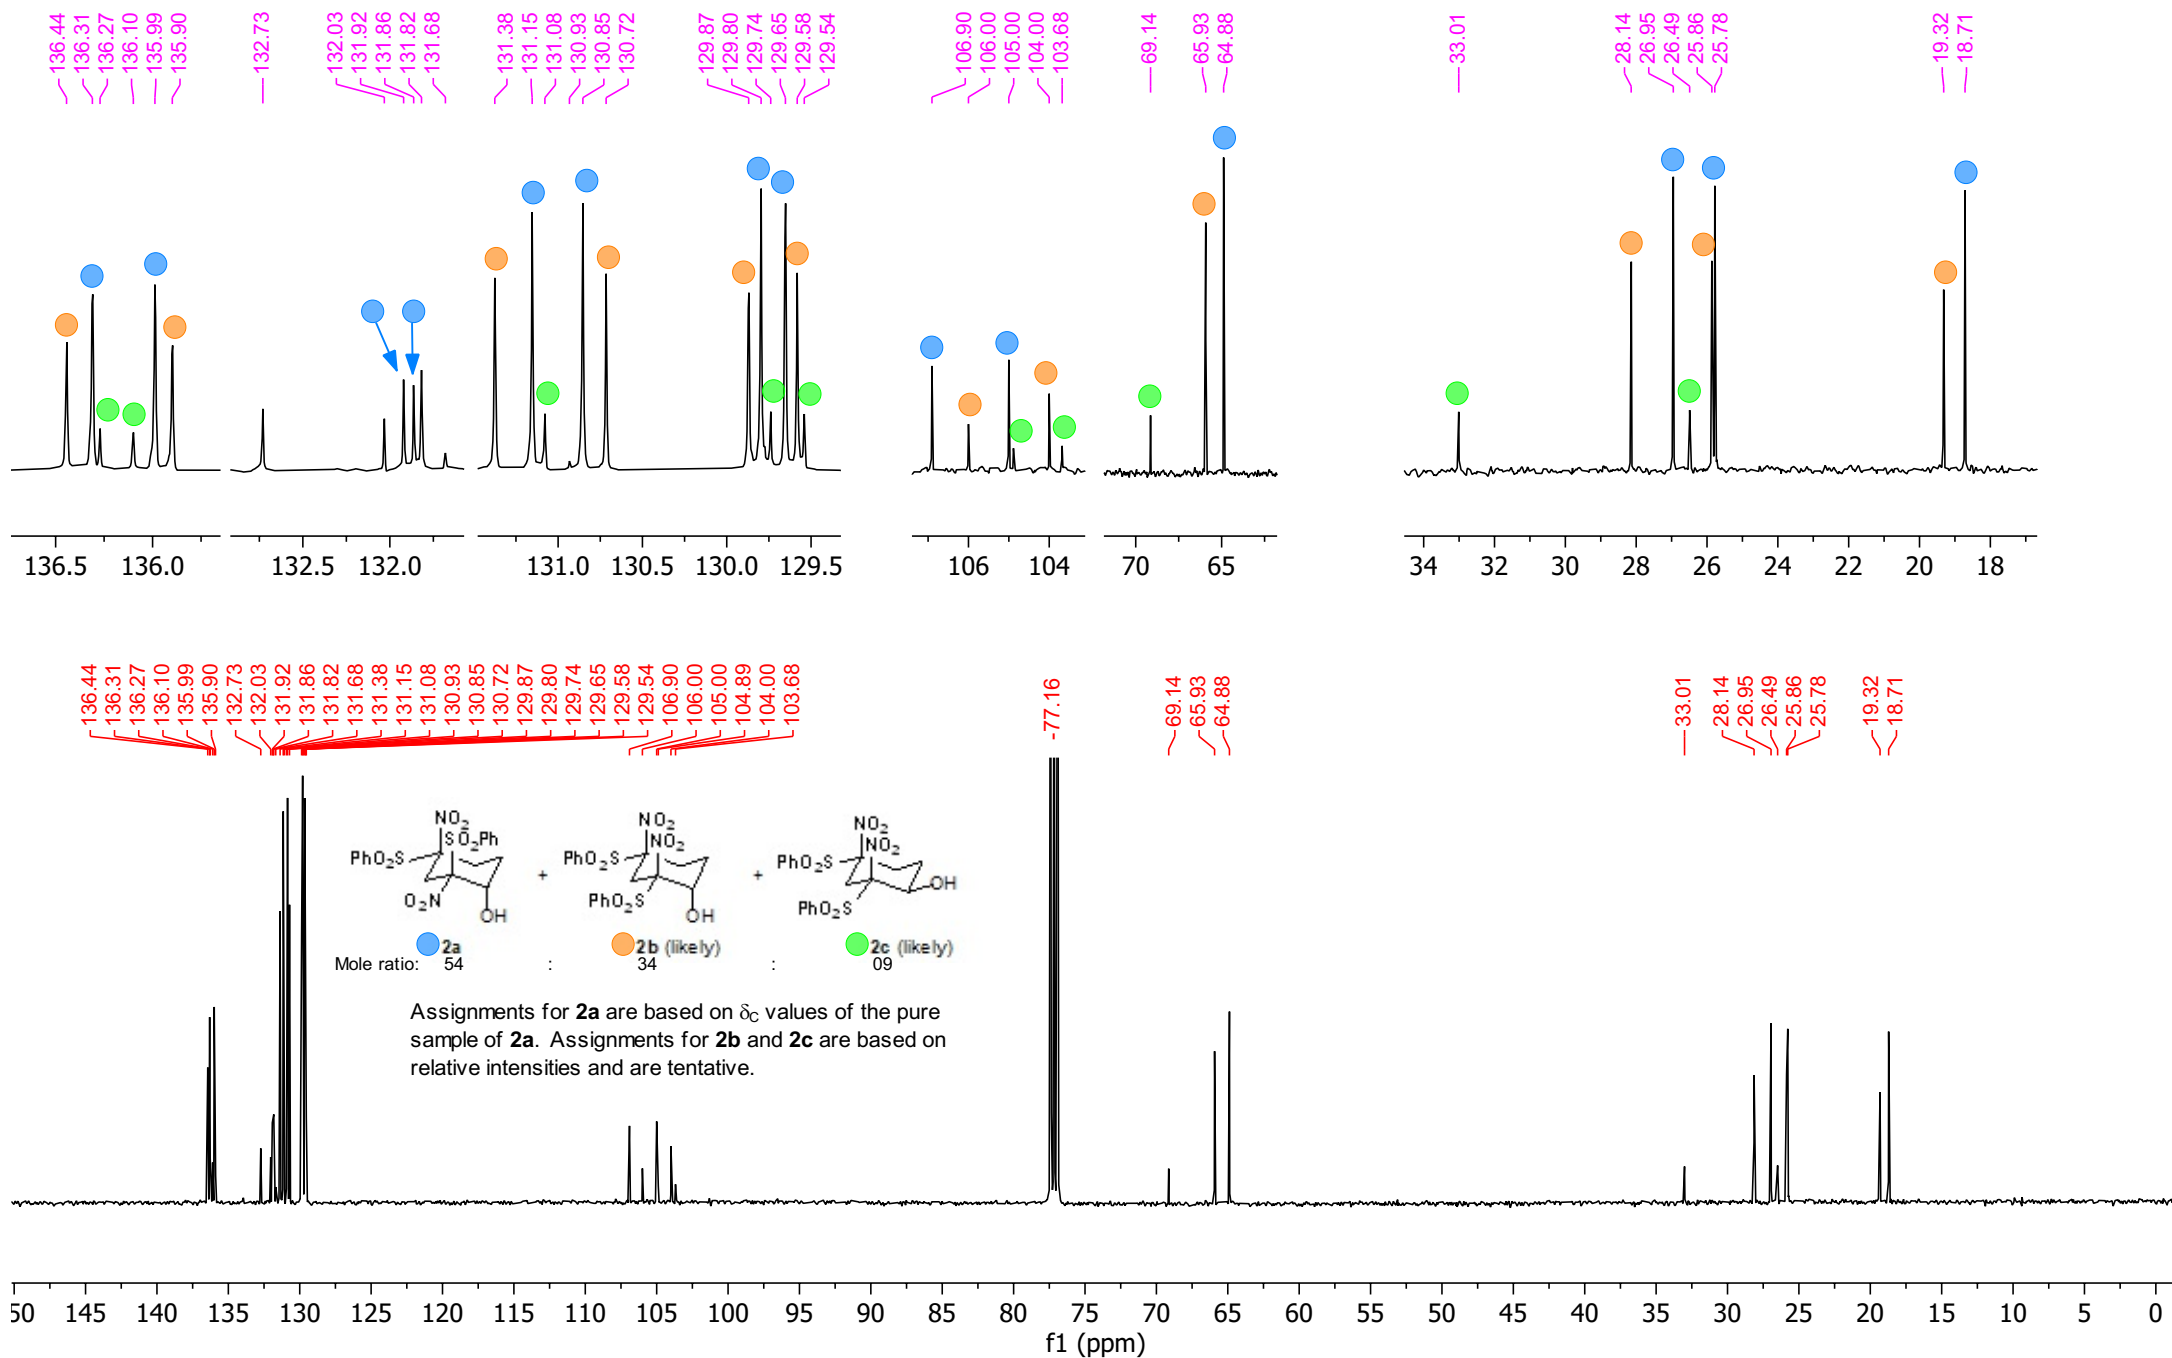 136.44 136.31 136.27 136.10 135.99 135.90 132.73 132.03 131.92 131.86 131.82 131.68 131.38 131.15 131.08 130.93 130.85 130.72 129.87 129.80 129.74 129.65 129.58 129.54 106.90 106.00 105.00 104.00 103.68 69.14 65.93 64.88 33.01 28.14 26.95 26.49 25.86 25.78 19.32 18.71
136.5 136.0 132.5 132.0 131.0 130.5 130.0 129.5 106 104 70 65 34 32 30 28 26 24 22 20 18
136.44 136.31 136.27 136.10 135.99 135.90 132.73 132.03 131.92 131.86 131.82 131.68 131.38 131.15 131.08 130.93 130.85 130.72 129.87 129.80 129.74 129.65 129.58 129.54 106.90 106.00 105.00 104.89 104.00 103.68 -77.16 69.14 65.93 64.88 33.01 28.14 26.95 26.49 25.86 25.78 19.32 18.71
NO2 NO2 NO2
SO2Ph NO2 NO2
PhO2S PhO2S PhO2S
+ +
OH
O2N PhO2S PhO2S
OH OH
2a 2b (likely) 2c (likely)
Mole ratio: 54 : 34 : 09
Assignments for 2a are based on δC values of the pure
sample of 2a. Assignments for 2b and 2c are based on
relative intensities and are tentative.
50 145 140 135 130 125 120 115 110 105 100 95 90 85 80 75 70 65 60 55 50 45 40 35 30 25 20 15 10 5 0
f1 (ppm)